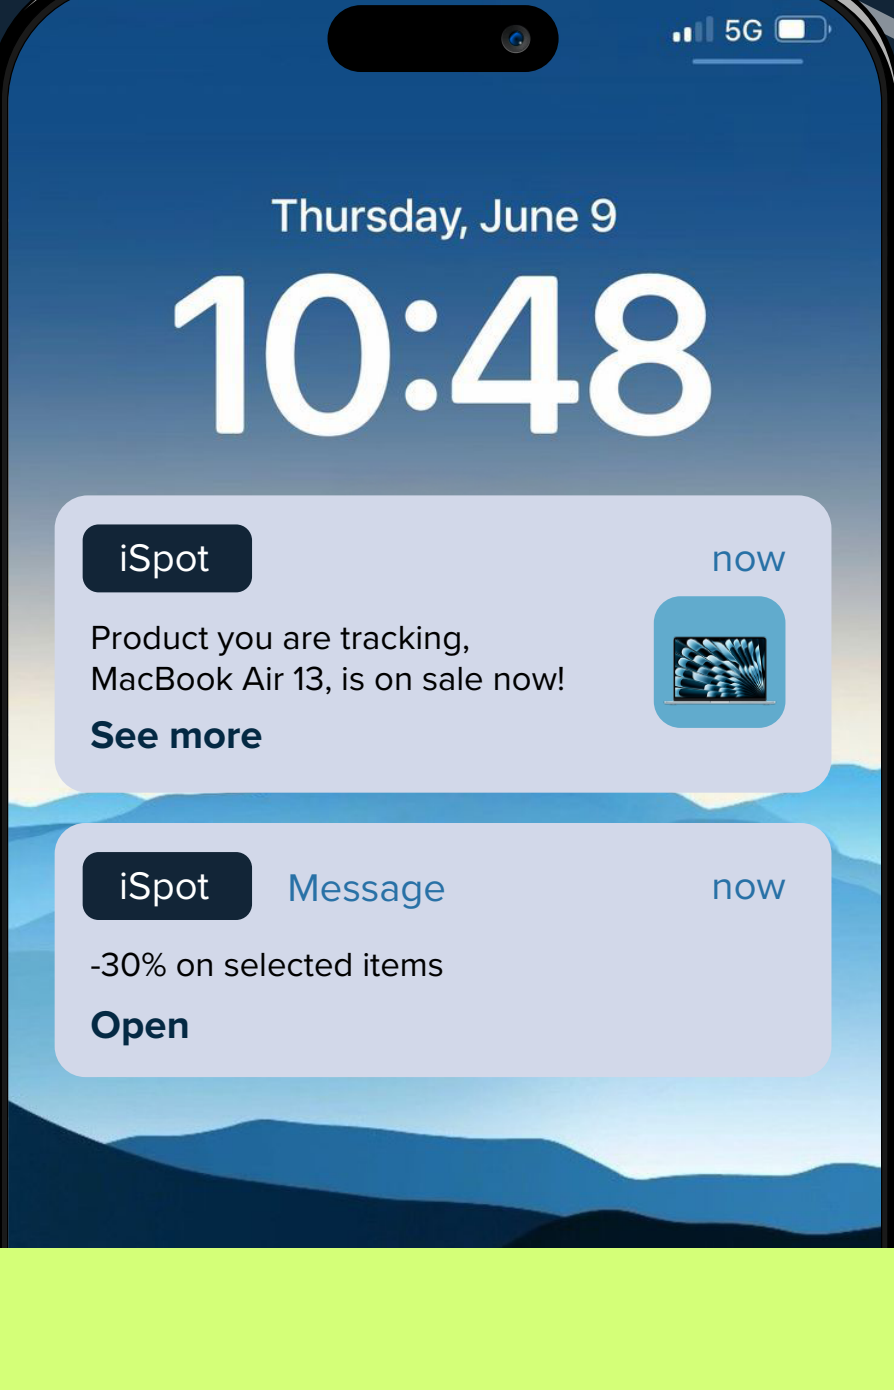 5G
Thursday, June 9
10:48
iSpot
now
Product you are tracking,
MacBook Air 13, is on sale now!
See more
iSpot Message now
-30% on selected items
Open